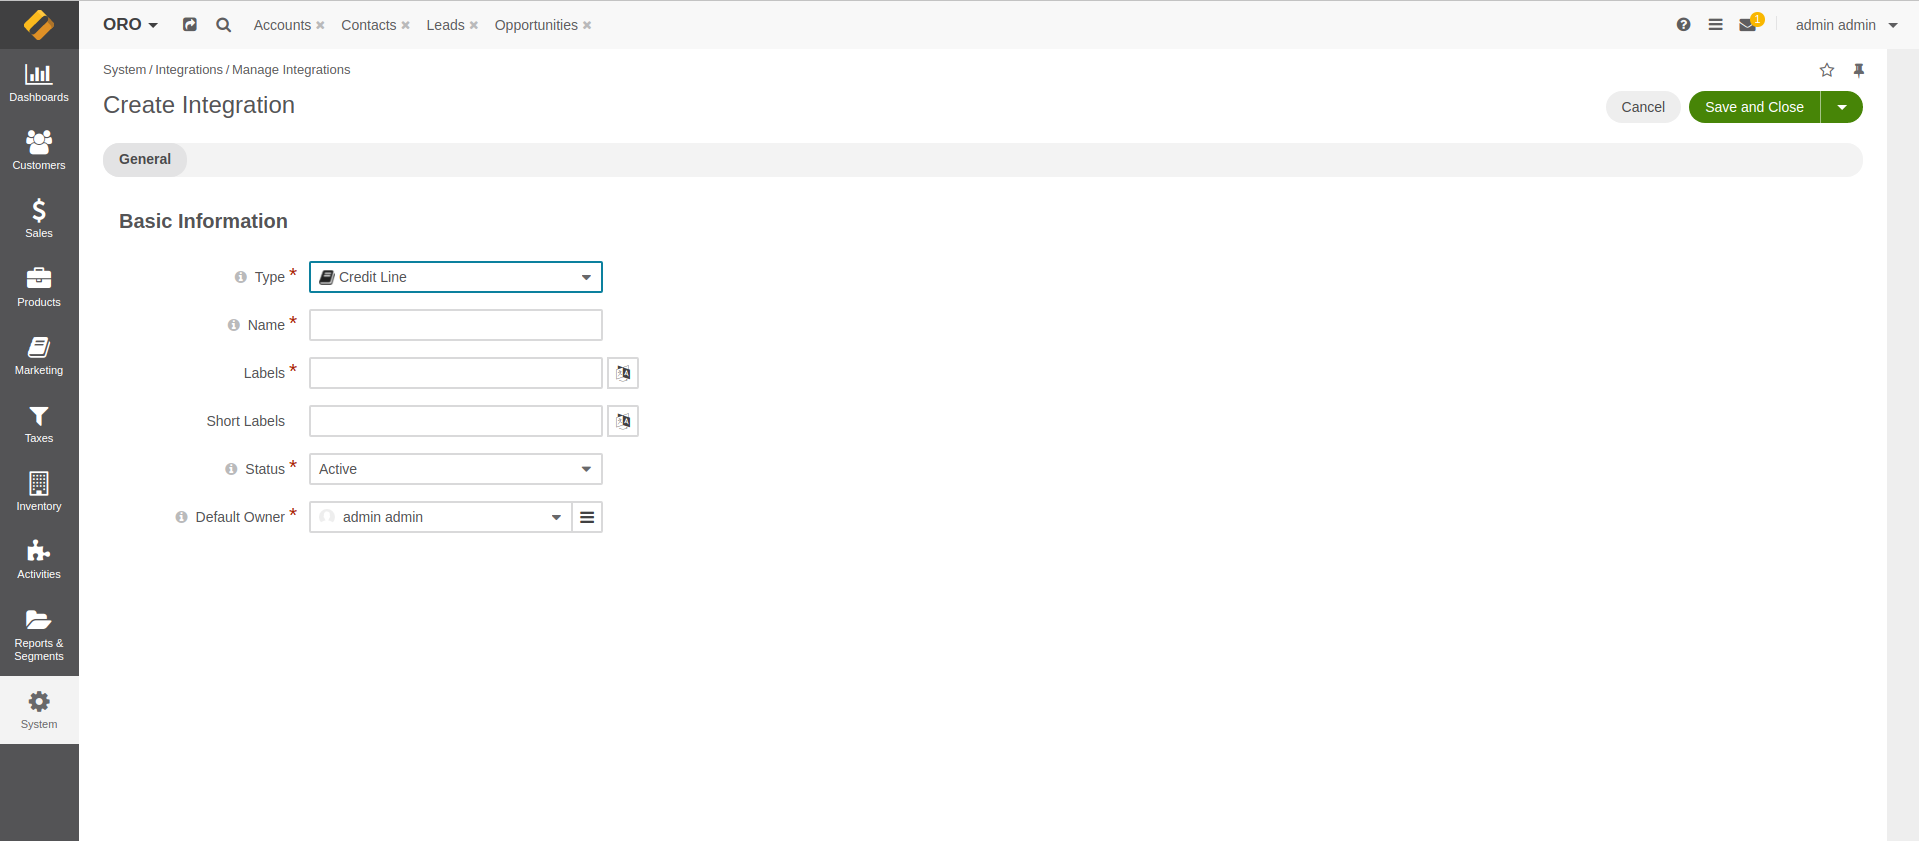 ORO
Accounts
Contacts
Leads
Opportunities
1
admin admin
Dashboards
Customers
Sales
Products
Marketing
Taxes
Inventory
Activities
Reports &
Segments
System
System / Integrations / Manage Integrations
Create Integration
Cancel
Save and Close
General
Basic Information
Type *
Credit Line
Name *
Labels *
Short Labels
Status *
Active
Default Owner *
admin admin